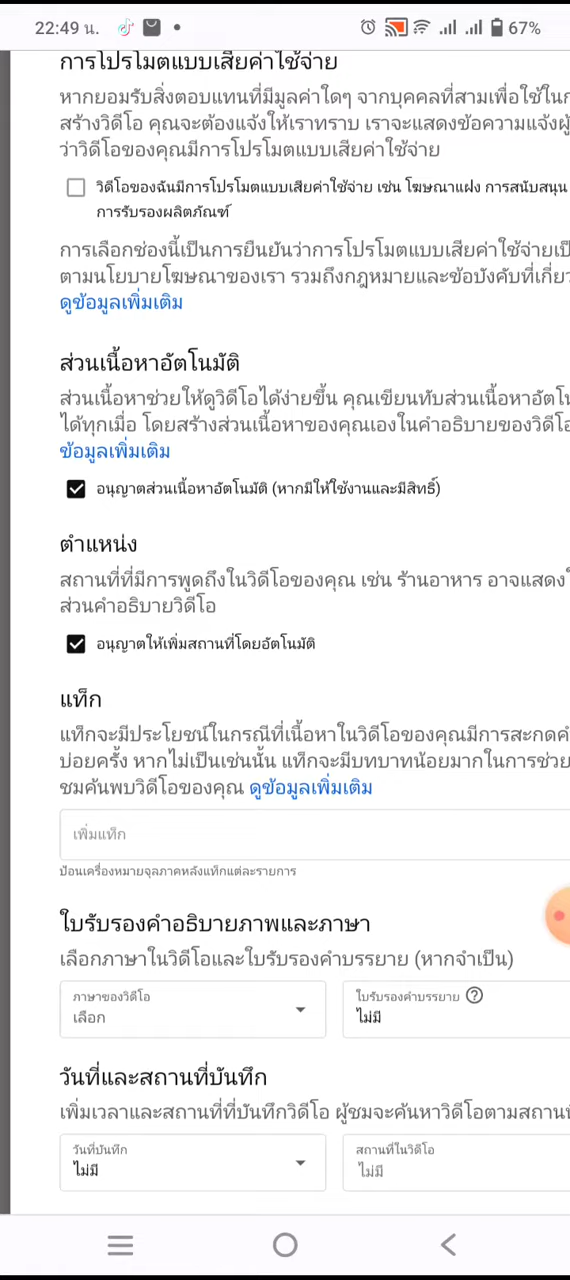 22:49 น.
67%
การโปรโมตแบบเสียค่าใช้จ่าย
หากยอมรับสิ่งตอบแทนที่มีมูลค่าใดๆ จากบุคคลที่สามเพื่อใช้ใน
สร้างวิดีโอ คุณจะต้องแจ้งให้เราทราบ เราจะแสดงข้อความแจ้งผู้
ว่าวิดีโอของคุณมีการโปรโมตแบบเสียค่าใช้จ่าย
วิดีโอของฉันมีการโปรโมตแบบเสียค่าใช้จ่าย เช่น โฆษณาแฝง การสนับสนุน
การรับรองผลิตภัณฑ์
การเลือกช่องนี้เป็นการยืนยันว่าการโปรโมตแบบเสียค่าใช้จ่ายเป็
ตามนโยบายโฆษณาของเรา รวมถึงกฎหมายและข้อบังคับที่เกี่ยว
ดูข้อมูลเพิ่มเติม
ส่วนเนื้อหาอัตโนมัติ
ส่วนเนื้อหาช่วยให้ดูวิดีโอได้ง่ายขึ้น คุณเขียนทับส่วนเนื้อหาอัตโน
ได้ทุกเมื่อ โดยสร้างส่วนเนื้อหาของคุณเองในคำอธิบายของวิดีโอ
ข้อมูลเพิ่มเติม
อนุญาตส่วนเนื้อหาอัตโนมัติ (หากมีให้ใช้งานและมีสิทธิ์)
ตำแหน่ง
สถานที่ที่มีการพูดถึงในวิดีโอของคุณ เช่น ร้านอาหาร อาจแสดงใ
ส่วนคำอธิบายวิดีโอ
อนุญาตให้เพิ่มสถานที่โดยอัตโนมัติ
แท็ก
แท็กจะมีประโยชน์ในกรณีที่เนื้อหาในวิดีโอของคุณมีการสะกดคำ
บ่อยครั้ง หากไม่เป็นเช่นนั้น แท็กจะมีบทบาทน้อยมากในการช่วย
ชมค้นพบวิดีโอของคุณ ดูข้อมูลเพิ่มเติม
เพิ่มแท็ก
ป้อนเครื่องหมายจุลภาคหลังแท็กแต่ละรายการ
ใบรับรองคำอธิบายภาพและภาษา
เลือกภาษาในวิดีโอและใบรับรองคำบรรยาย (หากจำเป็น)
ภาษาของวิดีโอ
เลือก
ใบรับรองคำบรรยาย
ไม่มี
วันที่และสถานที่บันทึก
เพิ่มเวลาและสถานที่ที่บันทึกวิดีโอ ผู้ชมจะค้นหาวิดีโอตามสถานที่
วันที่บันทึก
ไม่มี
สถานที่ในวิดีโอ
ไม่มี